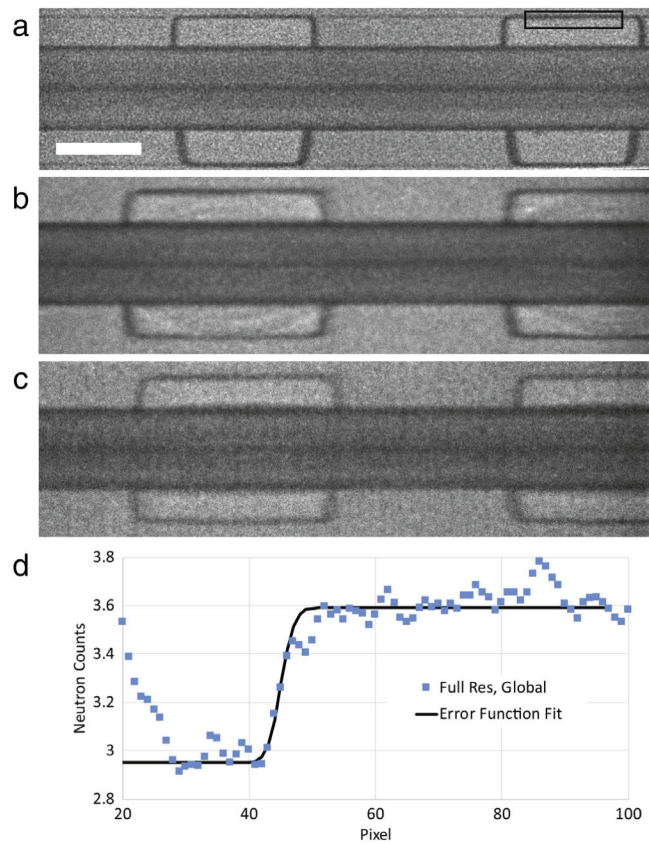 a
b
c
d
3.8
3.6
3.4
3.2
3
2.8
Neutron Counts
Full Res, Global
Error Function Fit
20
40
60
80
100
Pixel